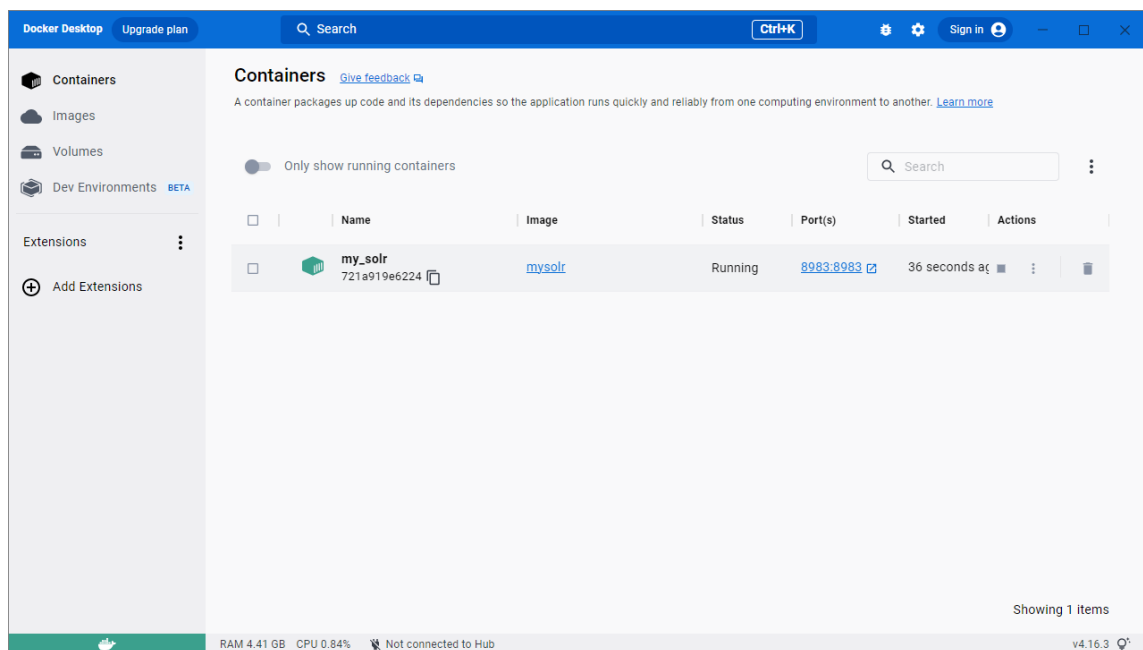 Docker Desktop Upgrade plan Search Ctrl+K Sign in
Containers
Images
Volumes
Dev Environments BETA
Extensions
Add Extensions
Containers Give feedback
A container packages up code and its dependencies so the application runs quickly and reliably from one computing environment to another. Learn more
Only show running containers Search
Name Image Status Port(s) Started Actions
my_solr
721a919e6224 mysolr Running 8983:8983 36 seconds ag
Showing 1 items
RAM 4.41 GB CPU 0.84% Not connected to Hub v4.16.3